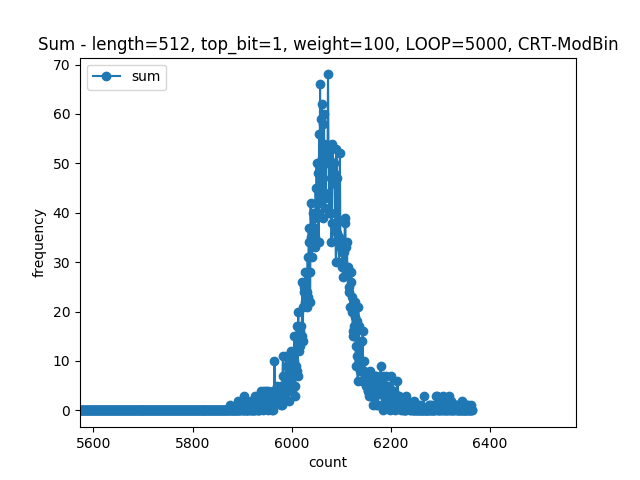 Sum - length=512, top_bit=1, weight=100, LOOP=5000, CRT-ModBin
sum
70
60
50
40
30
20
10
0
frequency
5600 5800 6000 6200 6400
count